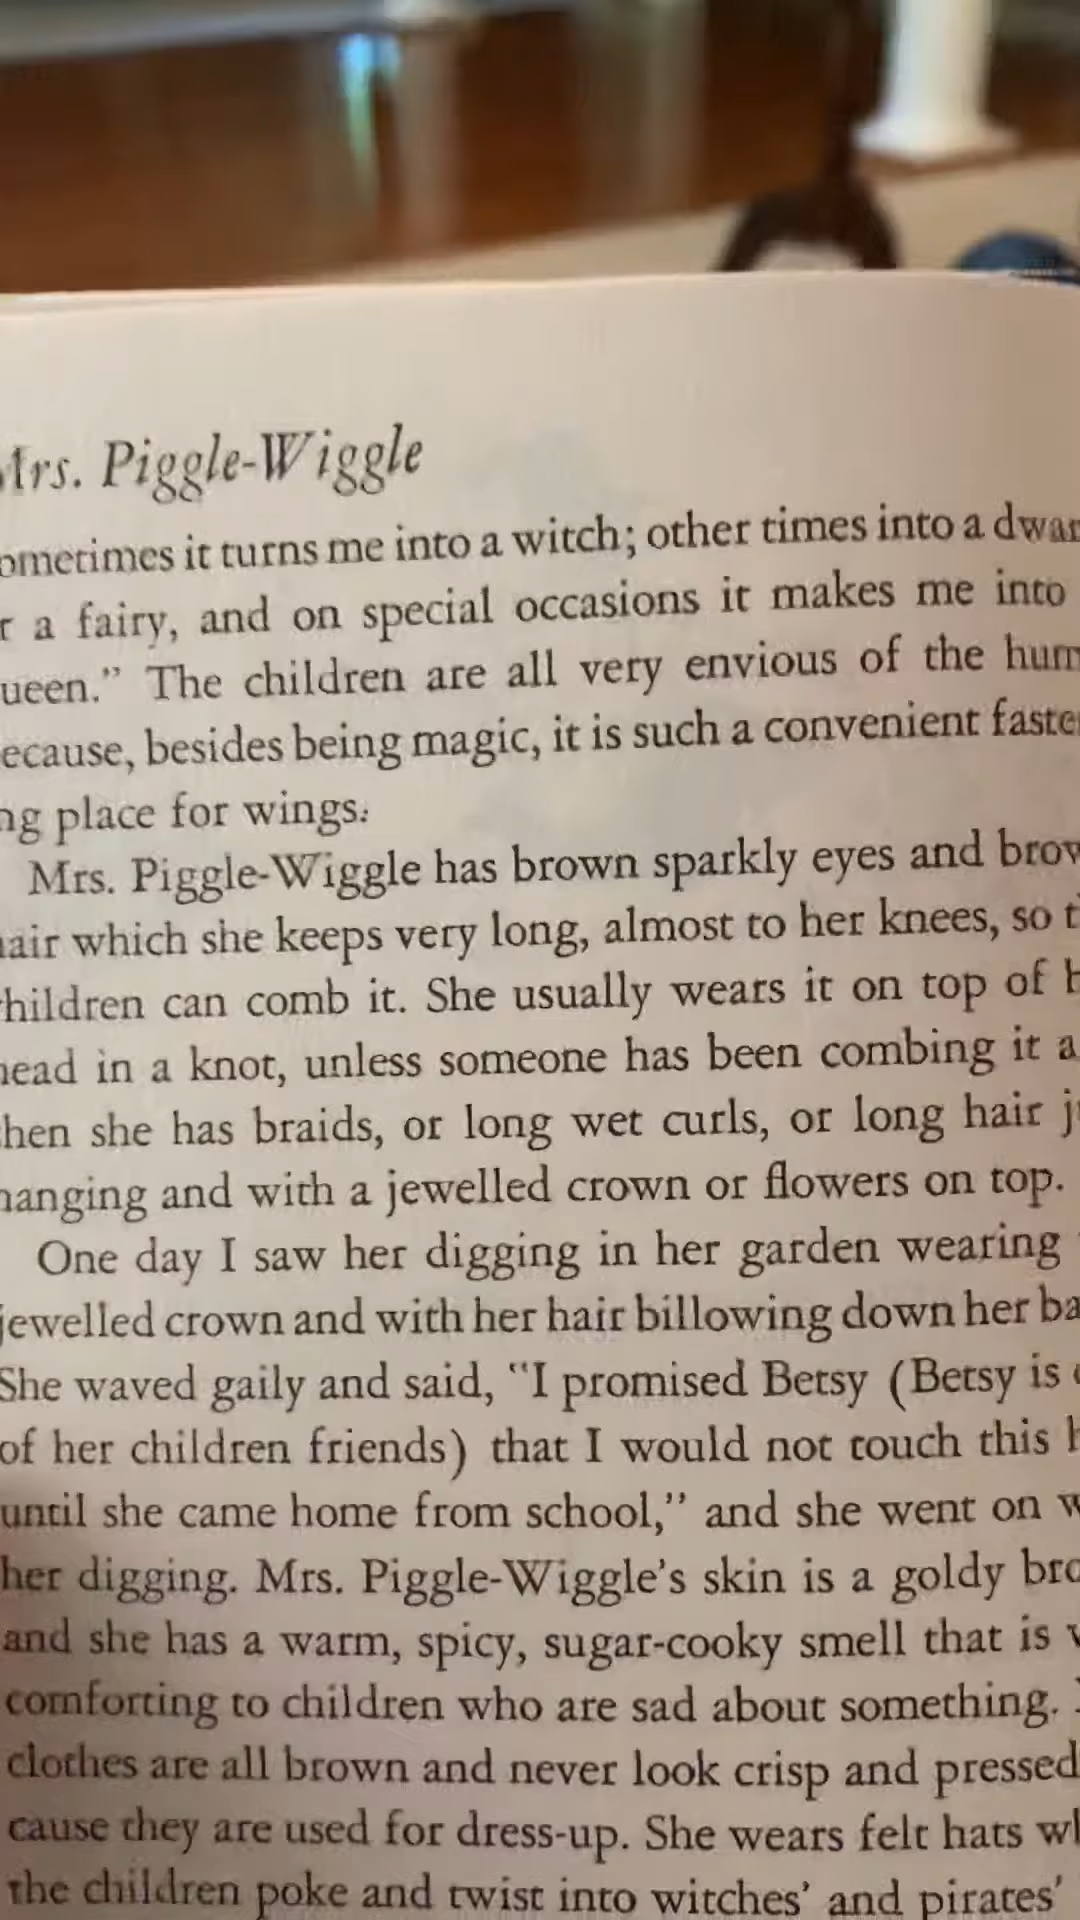 Mrs. Piggle-Wiggle
ometimes it turns me into a witch; other times into a dwar
r a fairy, and on special occasions it makes me into
ueen.” The children are all very envious of the hum
ecause, besides being magic, it is such a convenient faste
ng place for wings.
Mrs. Piggle-Wiggle has brown sparkly eyes and brow
air which she keeps very long, almost to her knees, so t
hildren can comb it. She usually wears it on top of h
head in a knot, unless someone has been combing it a
hen she has braids, or long wet curls, or long hair j
hanging and with a jewelled crown or flowers on top.
One day I saw her digging in her garden wearing
jewelled crown and with her hair billowing down her ba
She waved gaily and said, “I promised Betsy (Betsy is
of her children friends) that I would not touch this h
until she came home from school,” and she went on w
her digging. Mrs. Piggle-Wiggle’s skin is a goldy bro
and she has a warm, spicy, sugar-cooky smell that is v
comforting to children who are sad about something.
clothes are all brown and never look crisp and pressed
cause they are used for dress-up. She wears felt hats wh
the children poke and twist into witches’ and pirates’